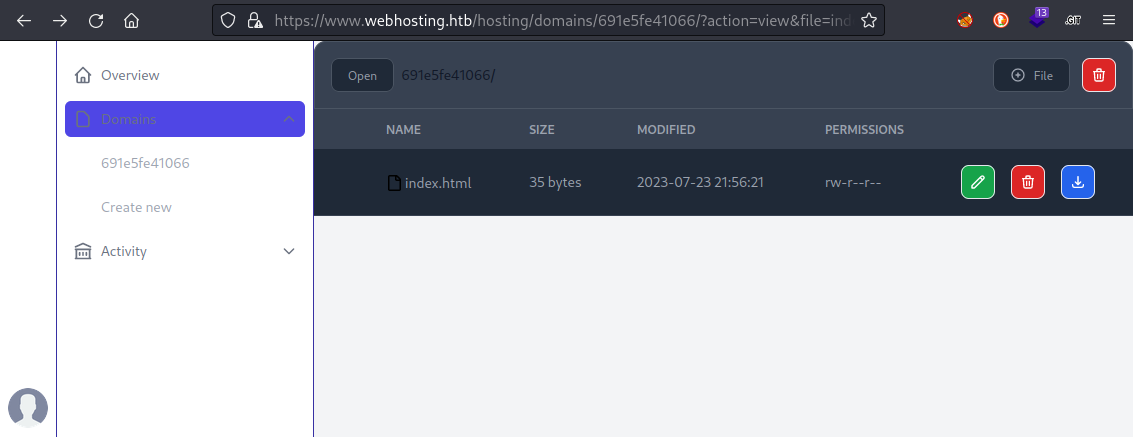 https://www.webhosting.htb/hosting/domains/691e5fe41066/?action=view&file=ind
13
.GIT
Overview
Domains
691e5fe41066
Create new
Activity
Open 691e5fe41066/ File
NAME SIZE MODIFIED PERMISSIONS
index.html 35 bytes 2023-07-23 21:56:21 rw-r--r--